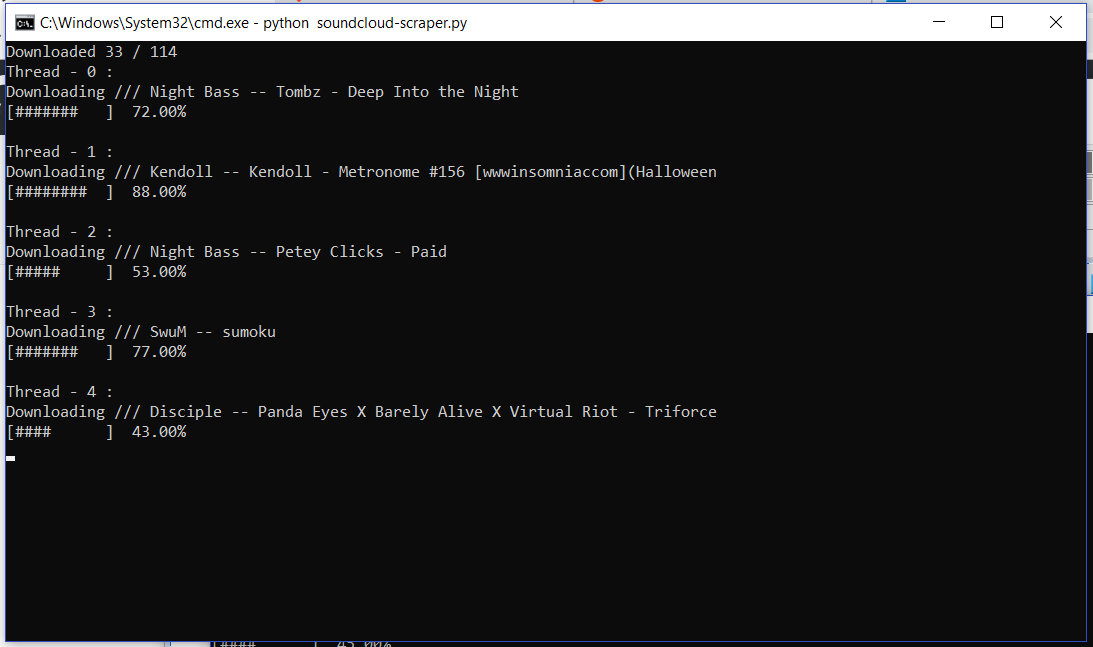 C:\Windows\System32\cmd.exe - python  soundcloud-scraper.py
Downloaded 33 / 114
Thread - 0 :
Downloading /// Night Bass -- Tombz - Deep Into the Night
[#######   ]  72.00%
Thread - 1 :
Downloading /// Kendoll -- Kendoll - Metronome #156 [wwwinsomniaccom](Halloween
[########  ]  88.00%
Thread - 2 :
Downloading /// Night Bass -- Petey Clicks - Paid
[#####     ]  53.00%
Thread - 3 :
Downloading /// SwuM -- sumoku
[#######   ]  77.00%
Thread - 4 :
Downloading /// Disciple -- Panda Eyes X Barely Alive X Virtual Riot - Triforce
[####      ]  43.00%